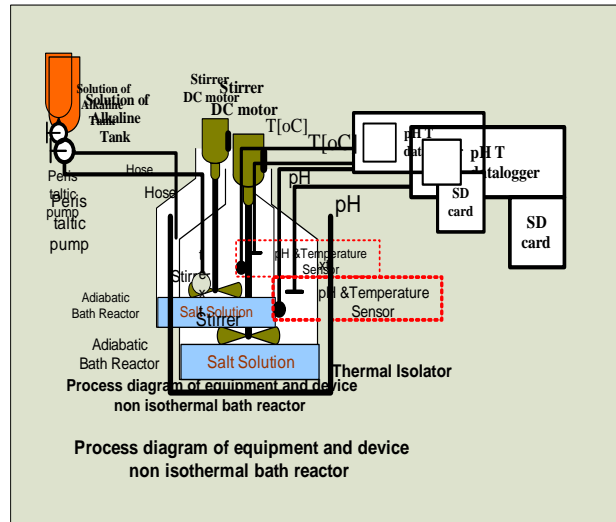 Solution of
Alkaline
Tank
Solution of
Alkaline
Tank
Stirrer
DC motor
Stirrer
DC motor
T[oC]
T[oC]
pH T
pH T
datalogger
SD
card
SD
card
Hose
Hose
pH
pH
Peris
taltic
pump
Peris
taltic
pump
pH &Temperature
Sensor
pH &Temperature
Sensor
Stirrer
Stirrer
Adiabatic
Bath Reactor
Adiabatic
Bath Reactor
Salt Solution
Salt Solution
Thermal Isolator
Process diagram of equipment and device
non isothermal bath reactor
Process diagram of equipment and device
non isothermal bath reactor